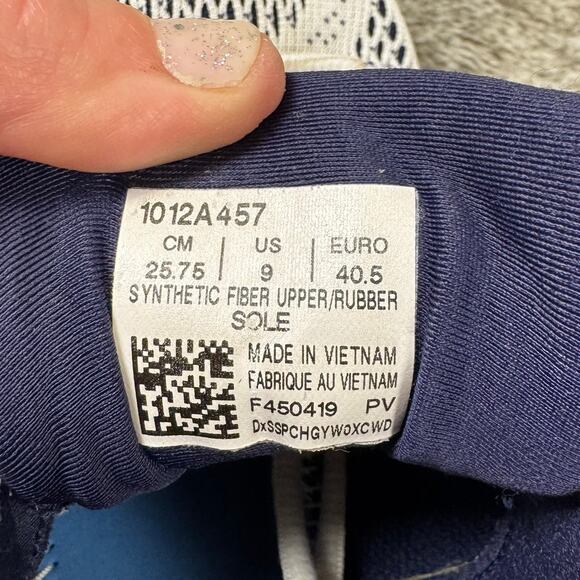 1012A457
CM | US | EURO
25.75 | 9 | 40.5
SYNTHETIC FIBER UPPER/RUBBER
SOLE
MADE IN VIETNAM
FABRIQUE AU VIETNAM
F450419 PV
DxSSPCHGYWOXCWD